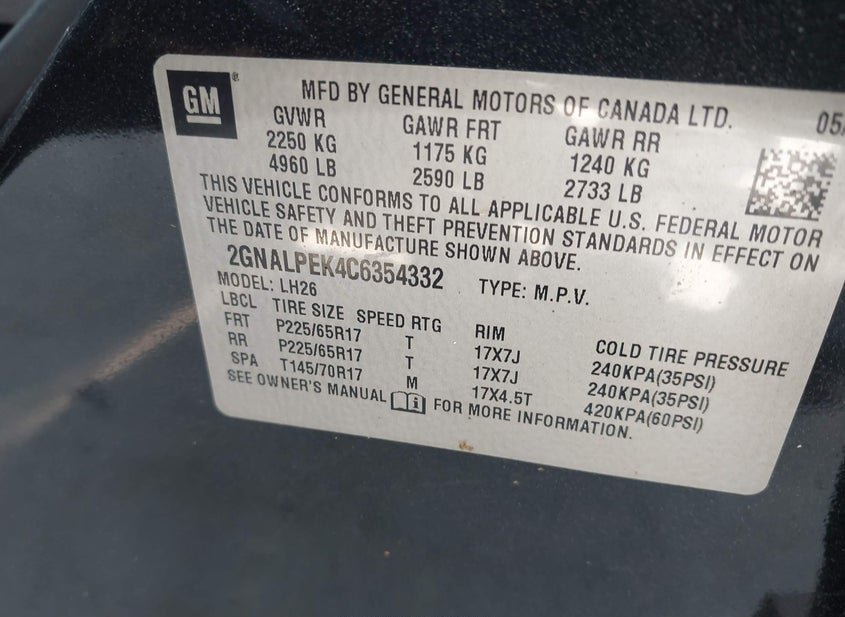 GM
MFD BY GENERAL MOTORS OF CANADA LTD.
GVWR GAWR FRT GAWR RR
2250 KG 1175 KG 1240 KG
4960 LB 2590 LB 2733 LB
THIS VEHICLE CONFORMS TO ALL APPLICABLE U.S. FEDERAL MOTOR
VEHICLE SAFETY AND THEFT PREVENTION STANDARDS IN EFFECT ON
THE DATE OF MANUFACTURE SHOWN ABOVE.
2GNALPEK4C6354332 TYPE: M.P.V.
MODEL: LH26
LBCL TIRE SIZE SPEED RTG RIM COLD TIRE PRESSURE
FRT P225/65R17 T 17X7J 240KPA(35PSI)
RR P225/65R17 T 17X7J 240KPA(35PSI)
SPA T145/70R17 M 17X4.5T 420KPA(60PSI)
SEE OWNER'S MANUAL FOR MORE INFORMATION.